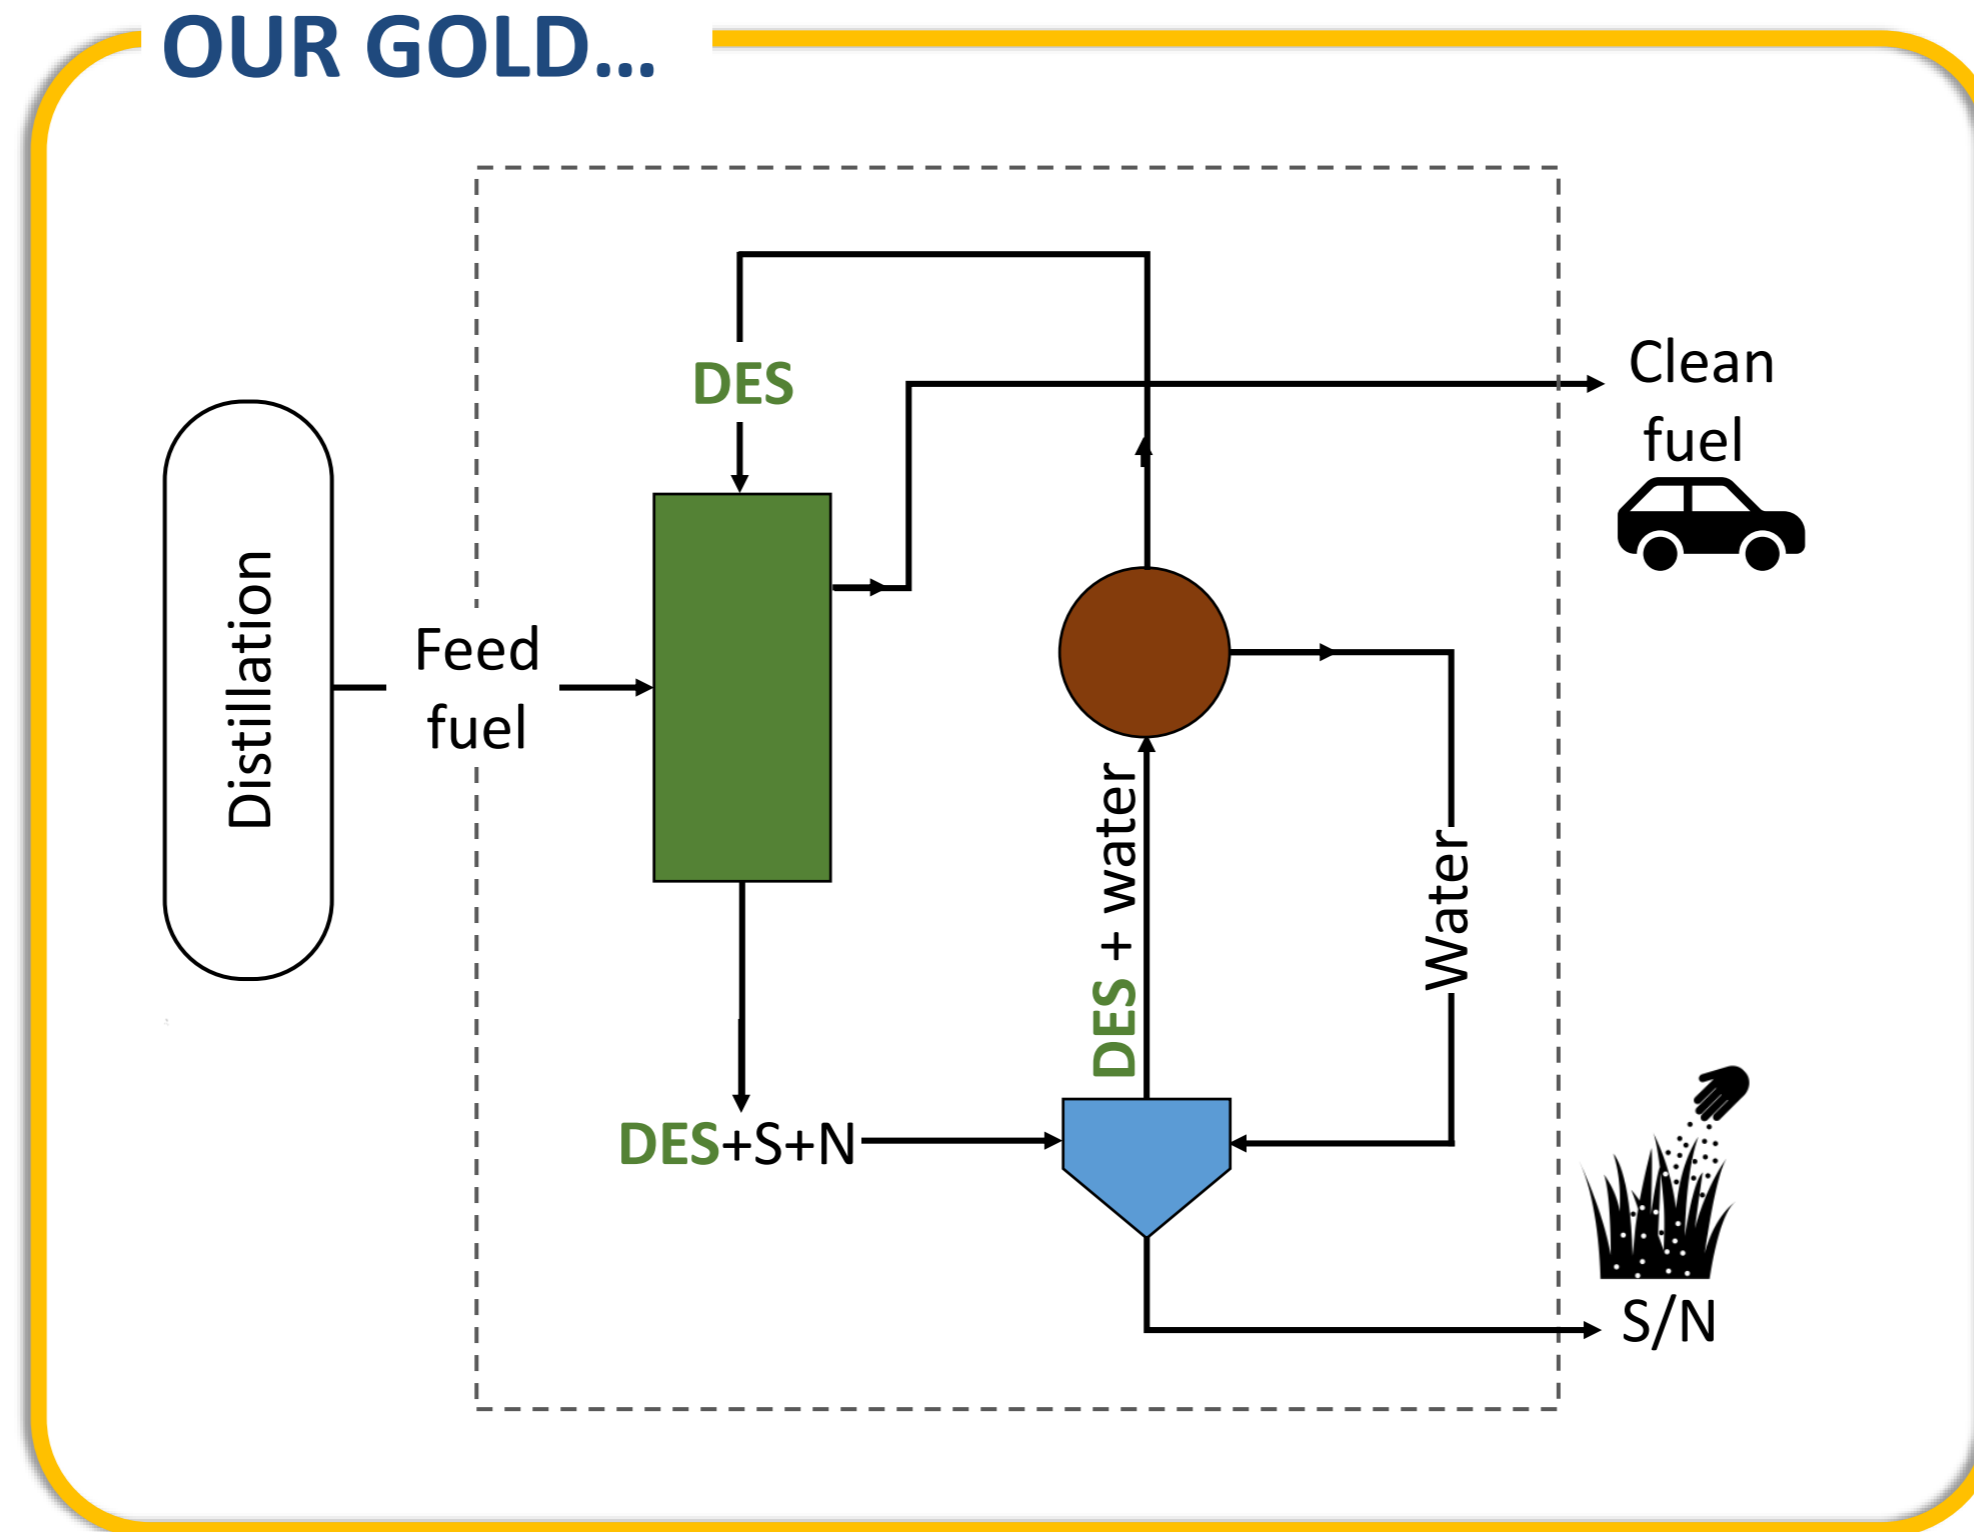 OUR GOLD...
DES
Clean
fuel
Distillation
Feed
fuel
DES + water
Water
DES+S+N
S/N